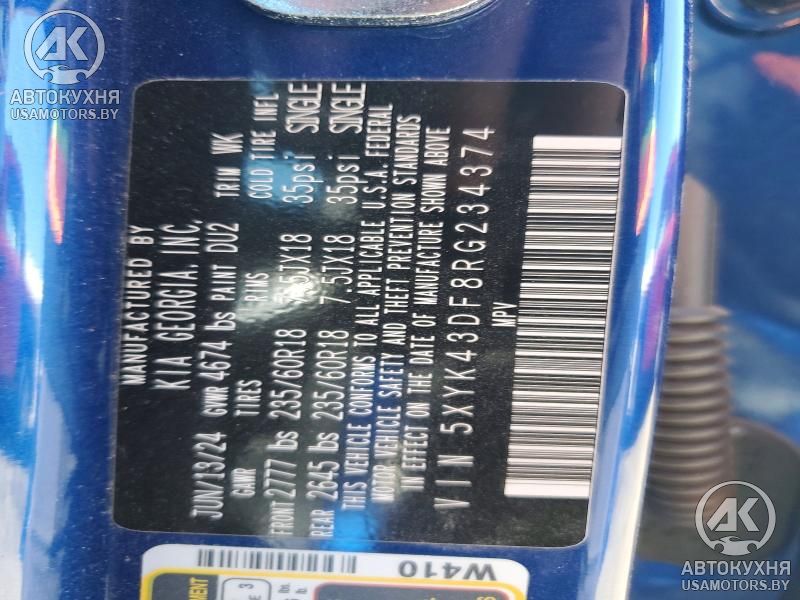 MANUFACTURED BY
KIA GEORGIA, INC.
JUN/13/24 GVWR 4674 lbs PAINT DU2 TRIM WK
GAWR TIRES RIMS COLD TIRE INFL
FRONT 2777 lbs 235/60R18 7.5JX18 35psi SINGLE
REAR 2645 lbs 235/60R18 7.5JX18 35psi SINGLE
THIS VEHICLE CONFORMS TO ALL APPLICABLE U.S.A. FEDERAL
MOTOR VEHICLE SAFETY AND THEFT PREVENTION STANDARDS
IN EFFECT ON THE DATE OF MANUFACTURE SHOWN ABOVE
VIN 5XYK43DF8RG234374
MPV
W410
АК
АВТОКУХНЯ
USAMOTORS.BY
АК
АВТОКУХНЯ
USAMOTORS.BY